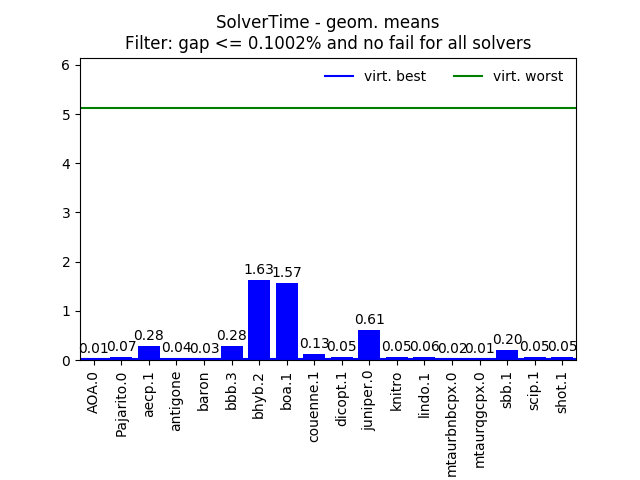 SolverTime - geom. means
Filter: gap <= 0.1002% and no fail for all solvers
virt. best
virt. worst
6
5
4
3
2
1
0
0.01
0.07
0.28
0.04
0.03
0.28
1.63
1.57
0.13
0.05
0.61
0.05
0.06
0.02
0.01
0.20
0.05
0.05
AOA.0
Pajarito.0
aecp.1
antigone
baron
bbb.3
bhyb.2
boa.1
couenne.1
dicopt.1
juniper.0
knitro
lindo.1
mtaurbnbcpx.0
mtaurqgcpx.0
sbb.1
scip.1
shot.1